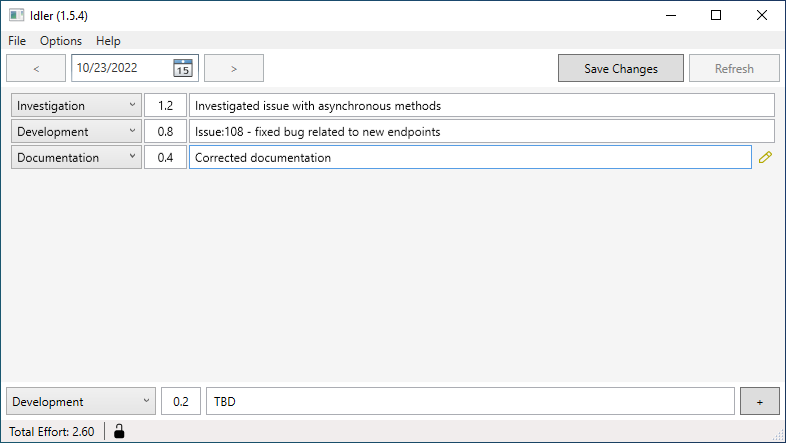 Idler (1.5.4)
File Options Help
< 10/23/2022 15 > Save Changes Refresh
Investigation 1.2 Investigated issue with asynchronous methods
Development 0.8 Issue:108 - fixed bug related to new endpoints
Documentation 0.4 Corrected documentation
Development 0.2 TBD +
Total Effort: 2.60